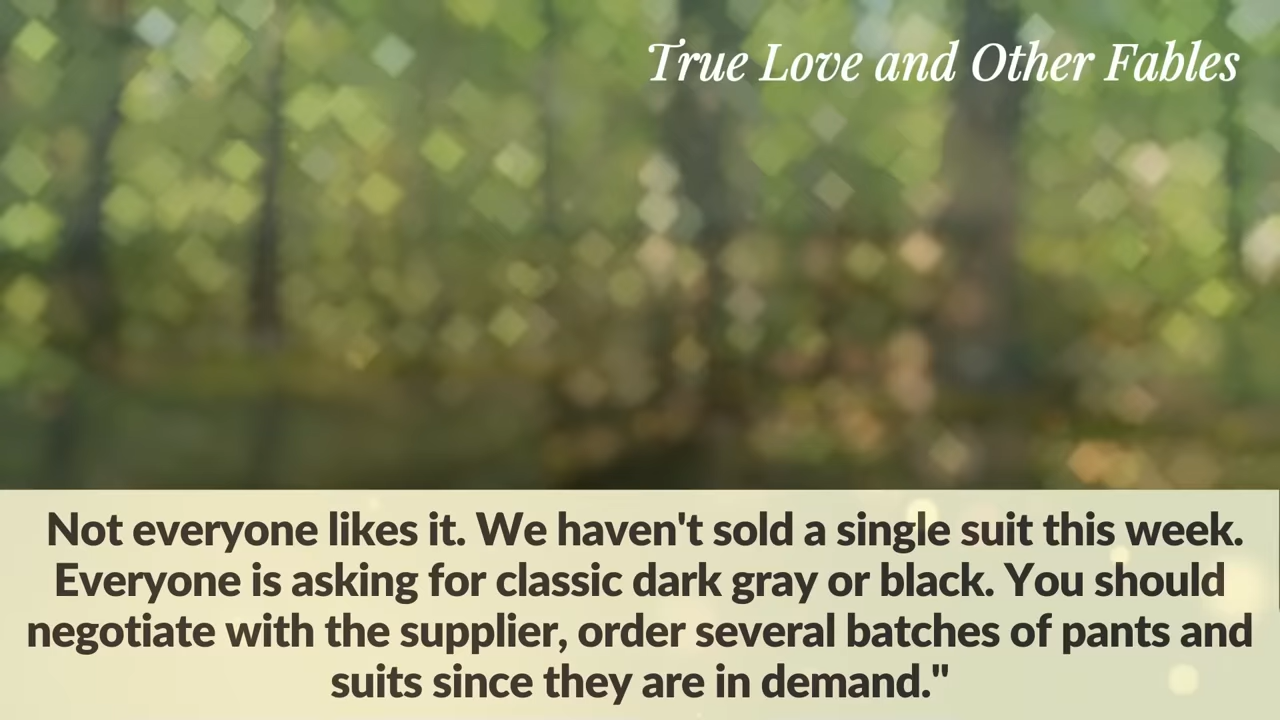 True Love and Other Fables
Not everyone likes it. We haven't sold a single suit this week.
Everyone is asking for classic dark gray or black. You should
negotiate with the supplier, order several batches of pants and
suits since they are in demand."